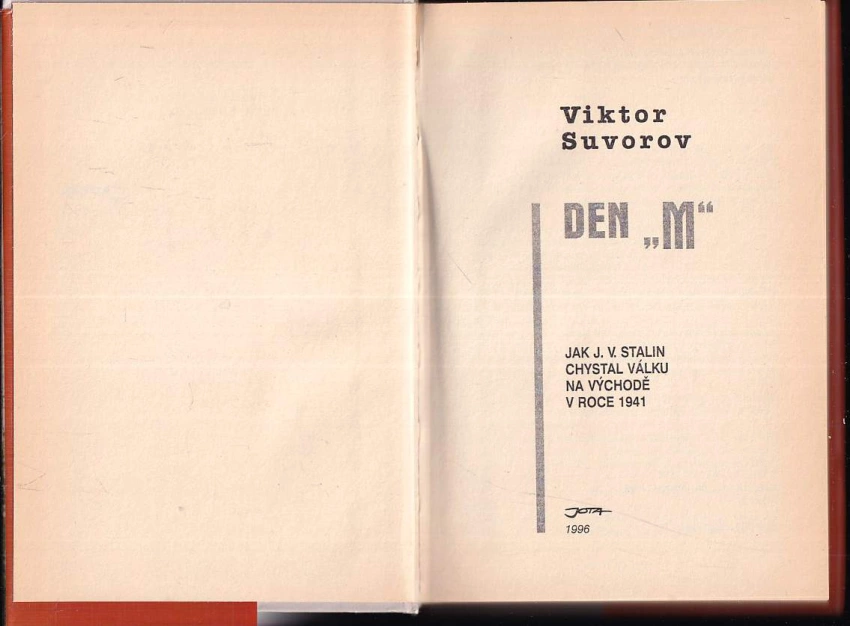 Viktor
Suvorov
DEN „M“
JAK J. V. STALIN
CHYSTAL VÁLKU
NA VÝCHODĚ
V ROCE 1941
JOTA
1996